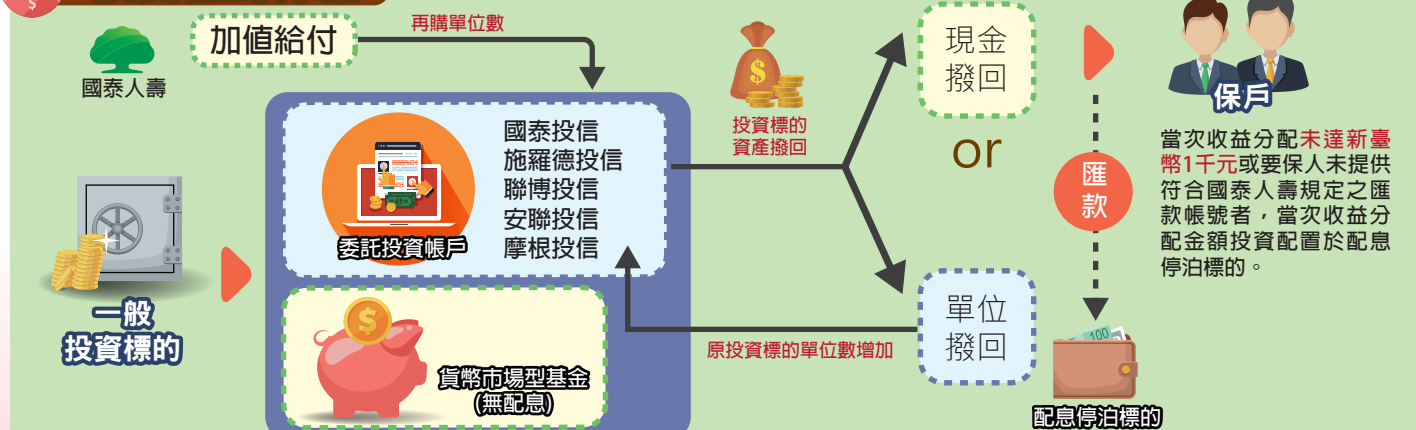 加值給付
再購單位數
國泰人壽
國泰投信
施羅德投信
聯博投信
安聯投信
摩根投信
委託投資帳戶
一般
投資標的
貨幣市場型基金
(無配息)
$
投資標的
資產撥回
現金
撥回
or
單位
撥回
原投資標的單位數增加
匯
款
保戶
當次收益分配未達新臺
幣1千元或要保人未提供
符合國泰人壽規定之匯
款帳號者，當次收益分
配金額投資配置於配息
停泊標的。
100
配息停泊標的